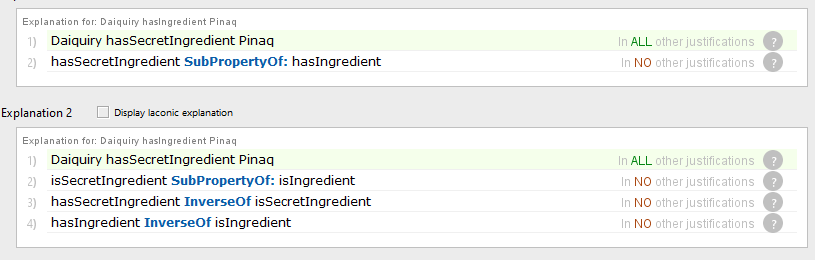 Explanation for: Daiquiry hasIngredient Pinaq
1) Daiquiry hasSecretIngredient Pinaq In ALL other justifications ?
2) hasSecretIngredient SubPropertyOf: hasIngredient In NO other justifications ?
Explanation 2 Display laconic explanation
Explanation for: Daiquiry hasIngredient Pinaq
1) Daiquiry hasSecretIngredient Pinaq In ALL other justifications ?
2) isSecretIngredient SubPropertyOf: isIngredient In NO other justifications ?
3) hasSecretIngredient InverseOf isSecretIngredient In NO other justifications ?
4) hasIngredient InverseOf isIngredient In NO other justifications ?